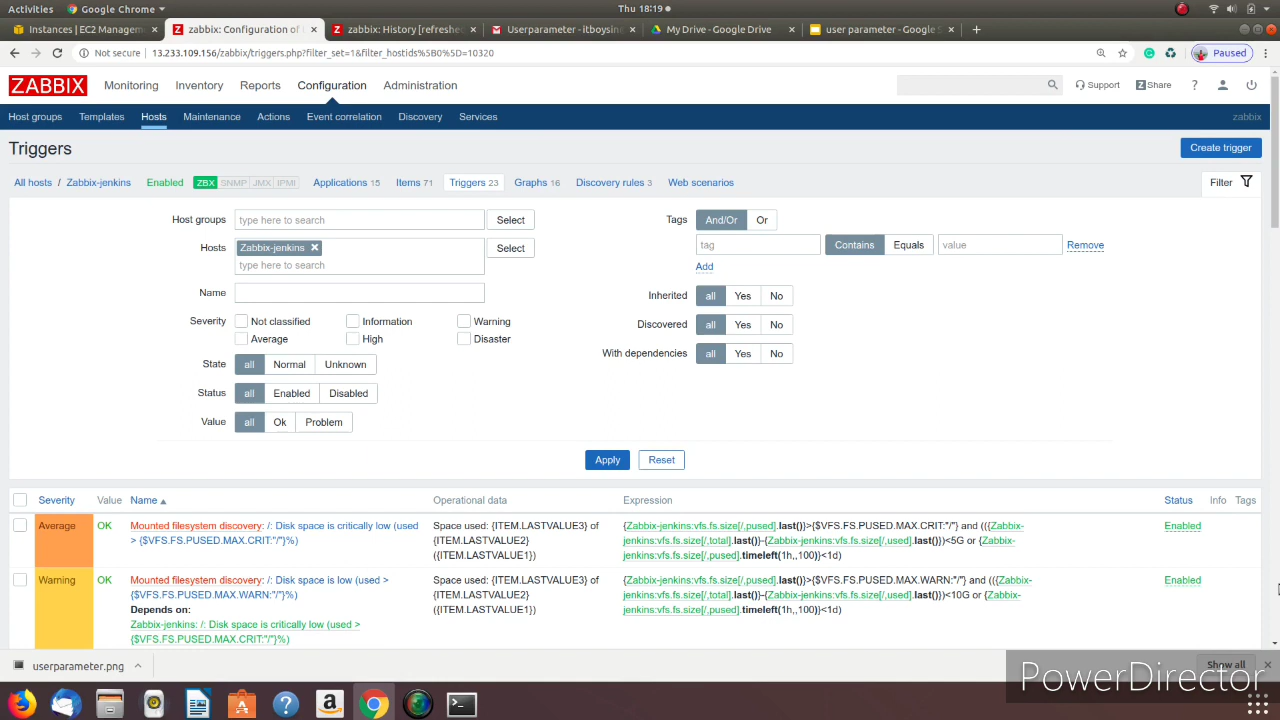 Activities Google Chrome Thu 18:19
Instances | EC2 Managem zabbix: Configuration of zabbix: History [refreshe Userparameter - itboysin My Drive - Google Drive user parameter - Google S
Not secure 13.233.109.156/zabbix/triggers.php?filter_set=1&filter_hostids%5B0%5D=10320 Paused
ZABBIX Monitoring Inventory Reports Configuration Administration Support Share ?
Host groups Templates Hosts Maintenance Actions Event correlation Discovery Services zabbix
Triggers Create trigger
All hosts / Zabbix-jenkins Enabled ZBX SNMP JMX IPMI Applications 15 Items 71 Triggers 23 Graphs 16 Discovery rules 3 Web scenarios Filter
Host groups type here to search Select Tags And/Or Or
Hosts Zabbix-jenkins Select tag Contains Equals value Remove
type here to search Add
Name Inherited all Yes No
Severity Not classified Information Warning Discovered all Yes No
Average High Disaster With dependencies all Yes No
State all Normal Unknown
Status all Enabled Disabled
Value all Ok Problem
Apply Reset
Severity Value Name Operational data Expression Status Info Tags
Average OK Mounted filesystem discovery: /: Disk space is critically low (used Space used: {ITEM.LASTVALUE3} of {Zabbix-jenkins:vfs.fs.size[/,pused].last()}>{$VFS.FS.PUSED.MAX.CRIT:"/"} and (({Zabbix- Enabled
> {$VFS.FS.PUSED.MAX.CRIT:"/"}%) {ITEM.LASTVALUE2} jenkins:vfs.fs.size[/,total].last()}-{Zabbix-jenkins:vfs.fs.size[/,used].last()})<5G or {Zabbix-
({ITEM.LASTVALUE1}) jenkins:vfs.fs.size[/,pused].timeleft(1h,,100)}<1d)
Warning OK Mounted filesystem discovery: /: Disk space is low (used > Space used: {ITEM.LASTVALUE3} of {Zabbix-jenkins:vfs.fs.size[/,pused].last()}>{$VFS.FS.PUSED.MAX.WARN:"/"} and (({Zabbix- Enabled
{$VFS.FS.PUSED.MAX.WARN:"/"}%) {ITEM.LASTVALUE2} jenkins:vfs.fs.size[/,total].last()}-{Zabbix-jenkins:vfs.fs.size[/,used].last()})<10G or {Zabbix-
Depends on: ({ITEM.LASTVALUE1}) jenkins:vfs.fs.size[/,pused].timeleft(1h,,100)}<1d)
Zabbix-jenkins: /: Disk space is critically low (used >
{$VFS.FS.PUSED.MAX.CRIT:"/"}%)
userparameter.png Show all
PowerDirector